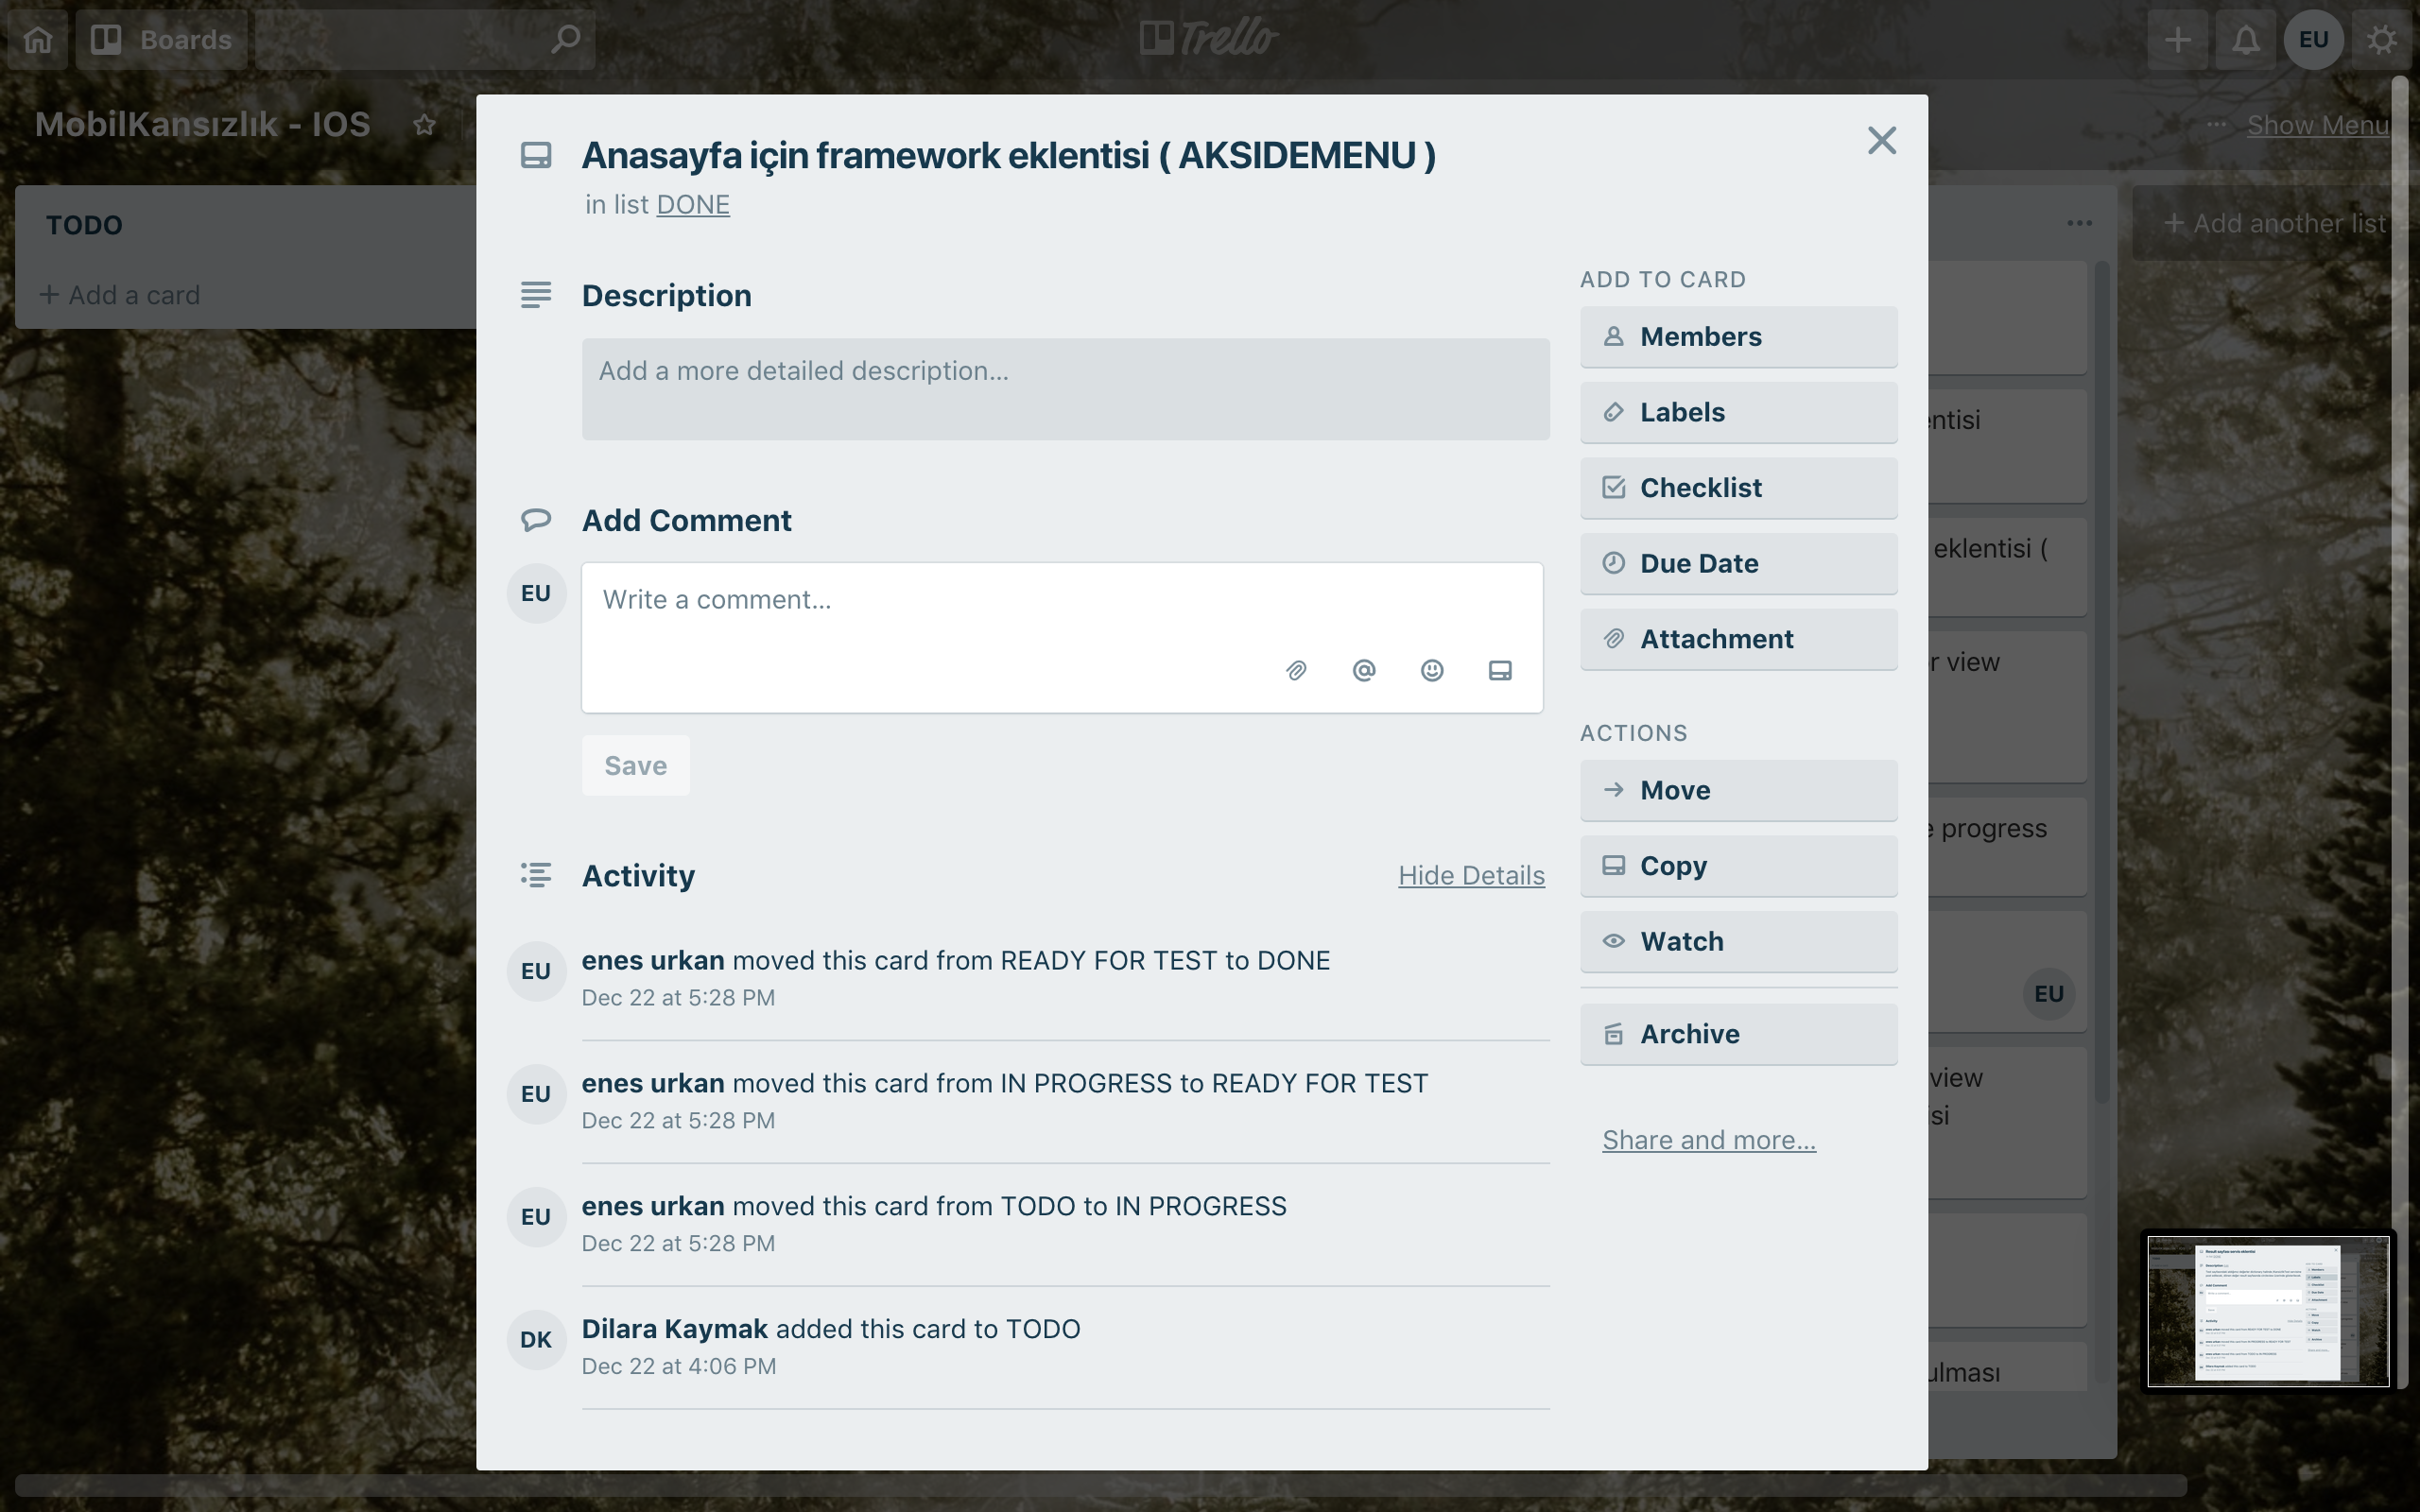 Boards
Trello
EU
MobilKansızlık - IOS
Show Menu
TODO
+ Add a card
+ Add another list
Anasayfa için framework eklentisi ( AKSIDEMENU )
in list DONE
Description
Add a more detailed description...
Add Comment
EU
Write a comment...
Save
Activity
Hide Details
EU
enes urkan moved this card from READY FOR TEST to DONE
Dec 22 at 5:28 PM
EU
enes urkan moved this card from IN PROGRESS to READY FOR TEST
Dec 22 at 5:28 PM
EU
enes urkan moved this card from TODO to IN PROGRESS
Dec 22 at 5:28 PM
DK
Dilara Kaymak added this card to TODO
Dec 22 at 4:06 PM
ADD TO CARD
Members
Labels
Checklist
Due Date
Attachment
ACTIONS
Move
Copy
Watch
Archive
Share and more...
eklentisi (
view
progress
EU
view